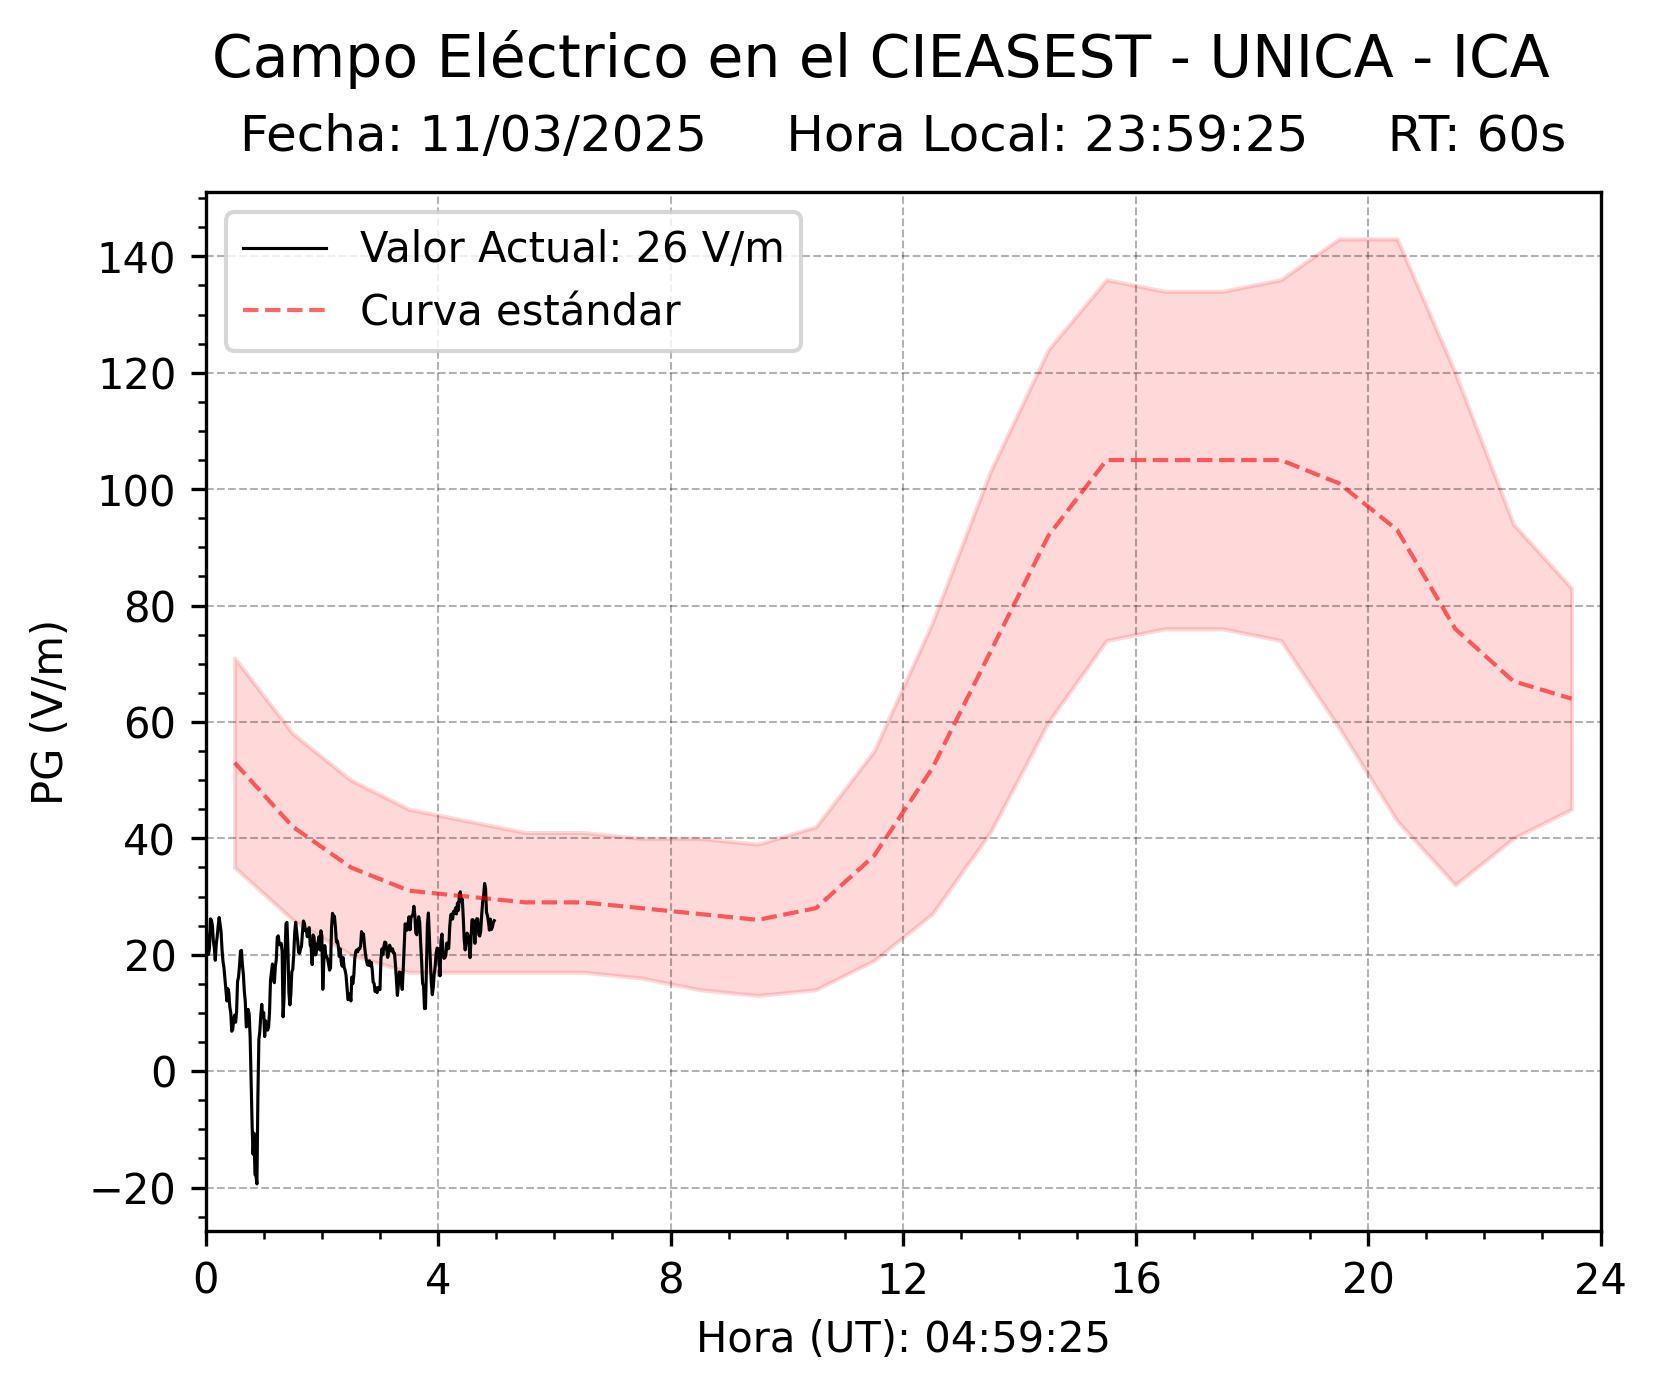 Campo Eléctrico en el CIEASEST - UNICA - ICA
Fecha: 11/03/2025 Hora Local: 23:59:25 RT: 60s
Valor Actual: 26 V/m
Curva estándar
PG (V/m)
140
120
100
80
60
40
20
0
−20
0 4 8 12 16 20 24
Hora (UT): 04:59:25